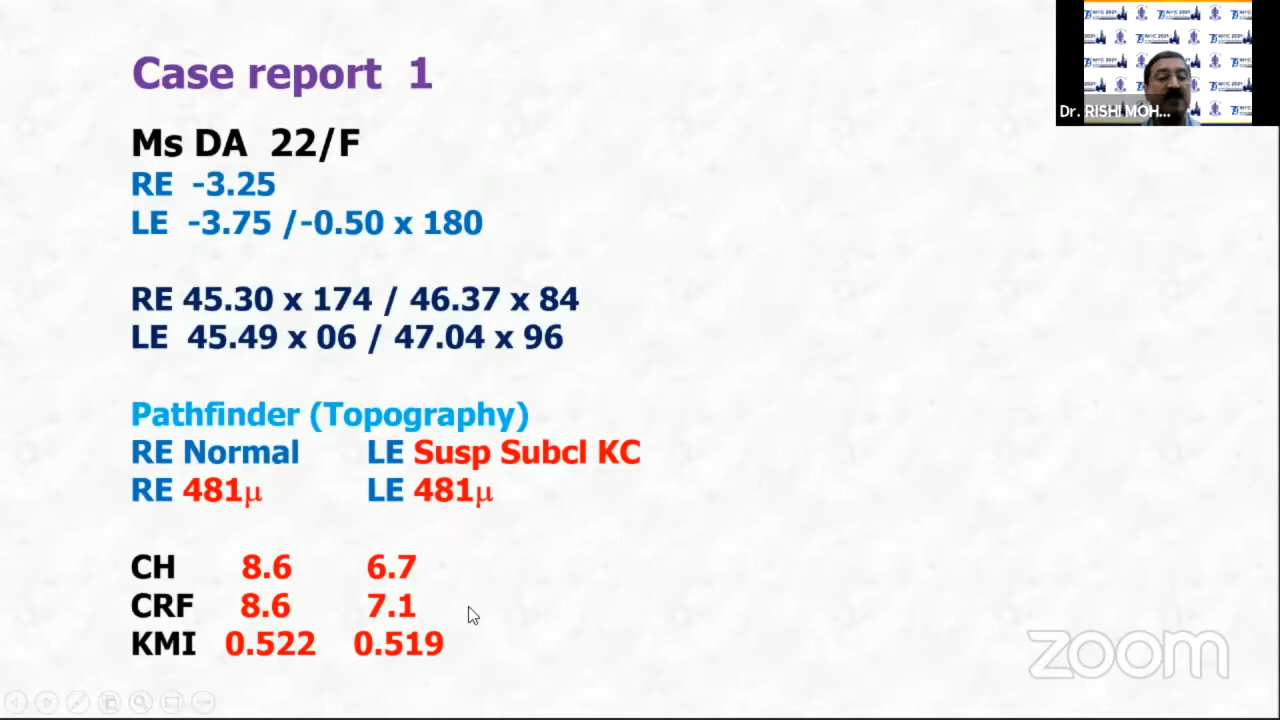 Case report 1
Ms DA 22/F
RE -3.25
LE -3.75 /-0.50 x 180
RE 45.30 x 174 / 46.37 x 84
LE 45.49 x 06 / 47.04 x 96
Pathfinder (Topography)
RE Normal LE Susp Subcl KC
RE 481μ LE 481μ
CH 8.6 6.7
CRF 8.6 7.1
KMI 0.522 0.519
Dr. RISHI MOH...
zoom